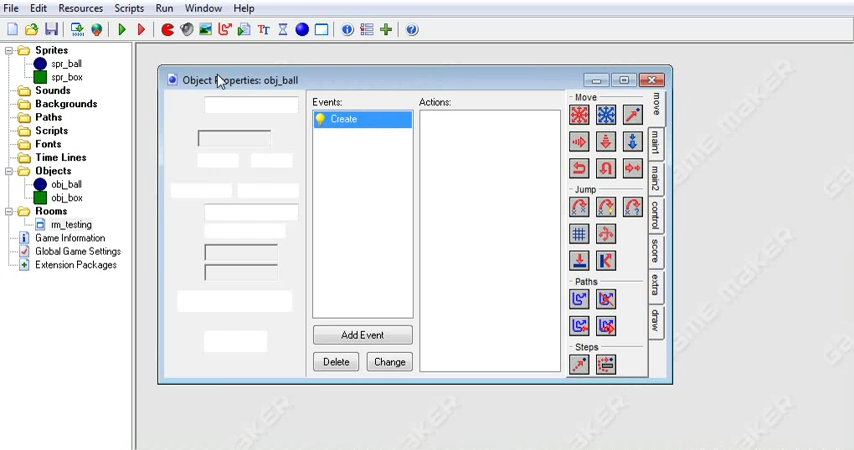 File Edit Resources Scripts Run Window Help
Sprites
spr_ball
spr_box
Sounds
Backgrounds
Paths
Scripts
Fonts
Time Lines
Objects
obj_ball
obj_box
Rooms
rm_testing
Game Information
Global Game Settings
Extension Packages
Object Properties: obj_ball
Events:
Create
Add Event
Delete
Change
Actions:
Move
Jump
Paths
Steps
move
main1
main2
control
score
extra
draw